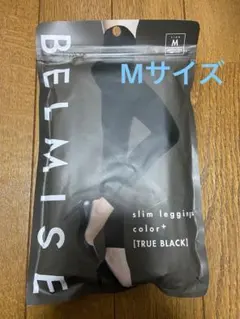 M
Mサイズ
BELMISE
slim leggings
color+
[TRUE BLACK]